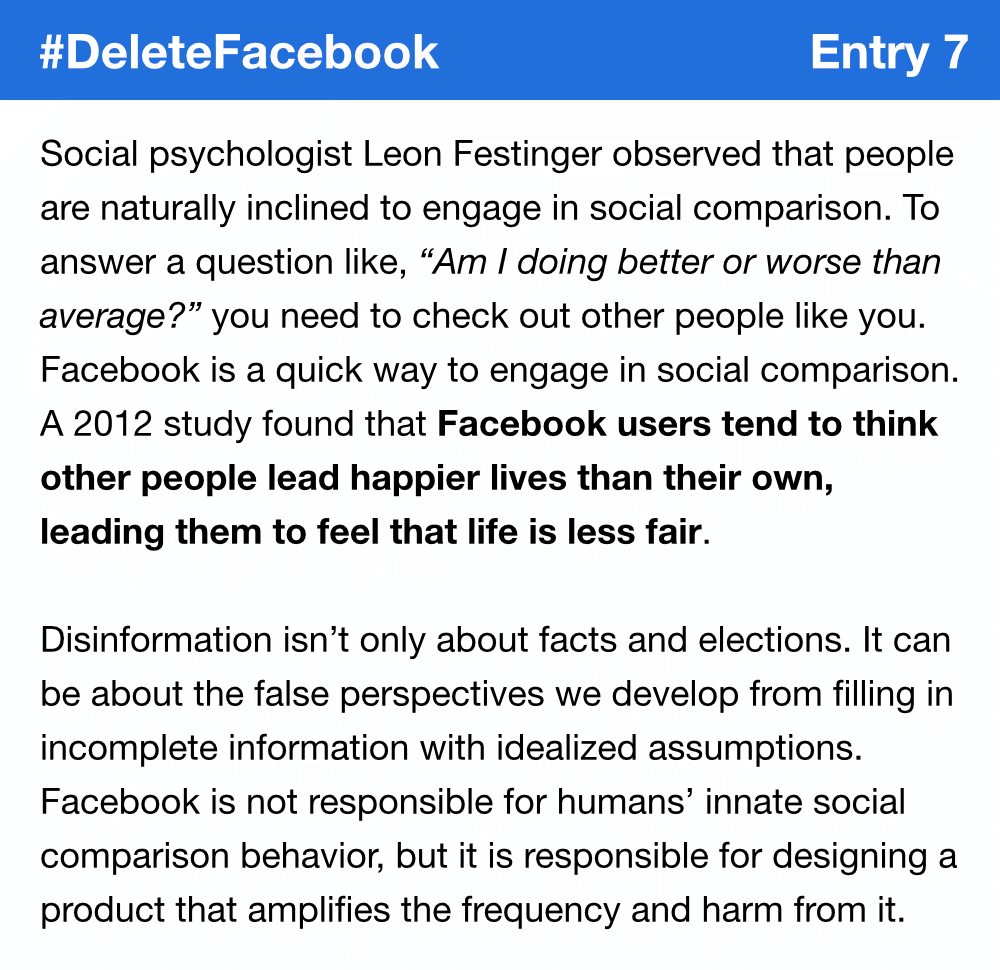 #DeleteFacebook Entry 7
Social psychologist Leon Festinger observed that people
are naturally inclined to engage in social comparison. To
answer a question like, “Am I doing better or worse than
average?” you need to check out other people like you.
Facebook is a quick way to engage in social comparison.
A 2012 study found that Facebook users tend to think
other people lead happier lives than their own,
leading them to feel that life is less fair.
Disinformation isn’t only about facts and elections. It can
be about the false perspectives we develop from filling in
incomplete information with idealized assumptions.
Facebook is not responsible for humans’ innate social
comparison behavior, but it is responsible for designing a
product that amplifies the frequency and harm from it.